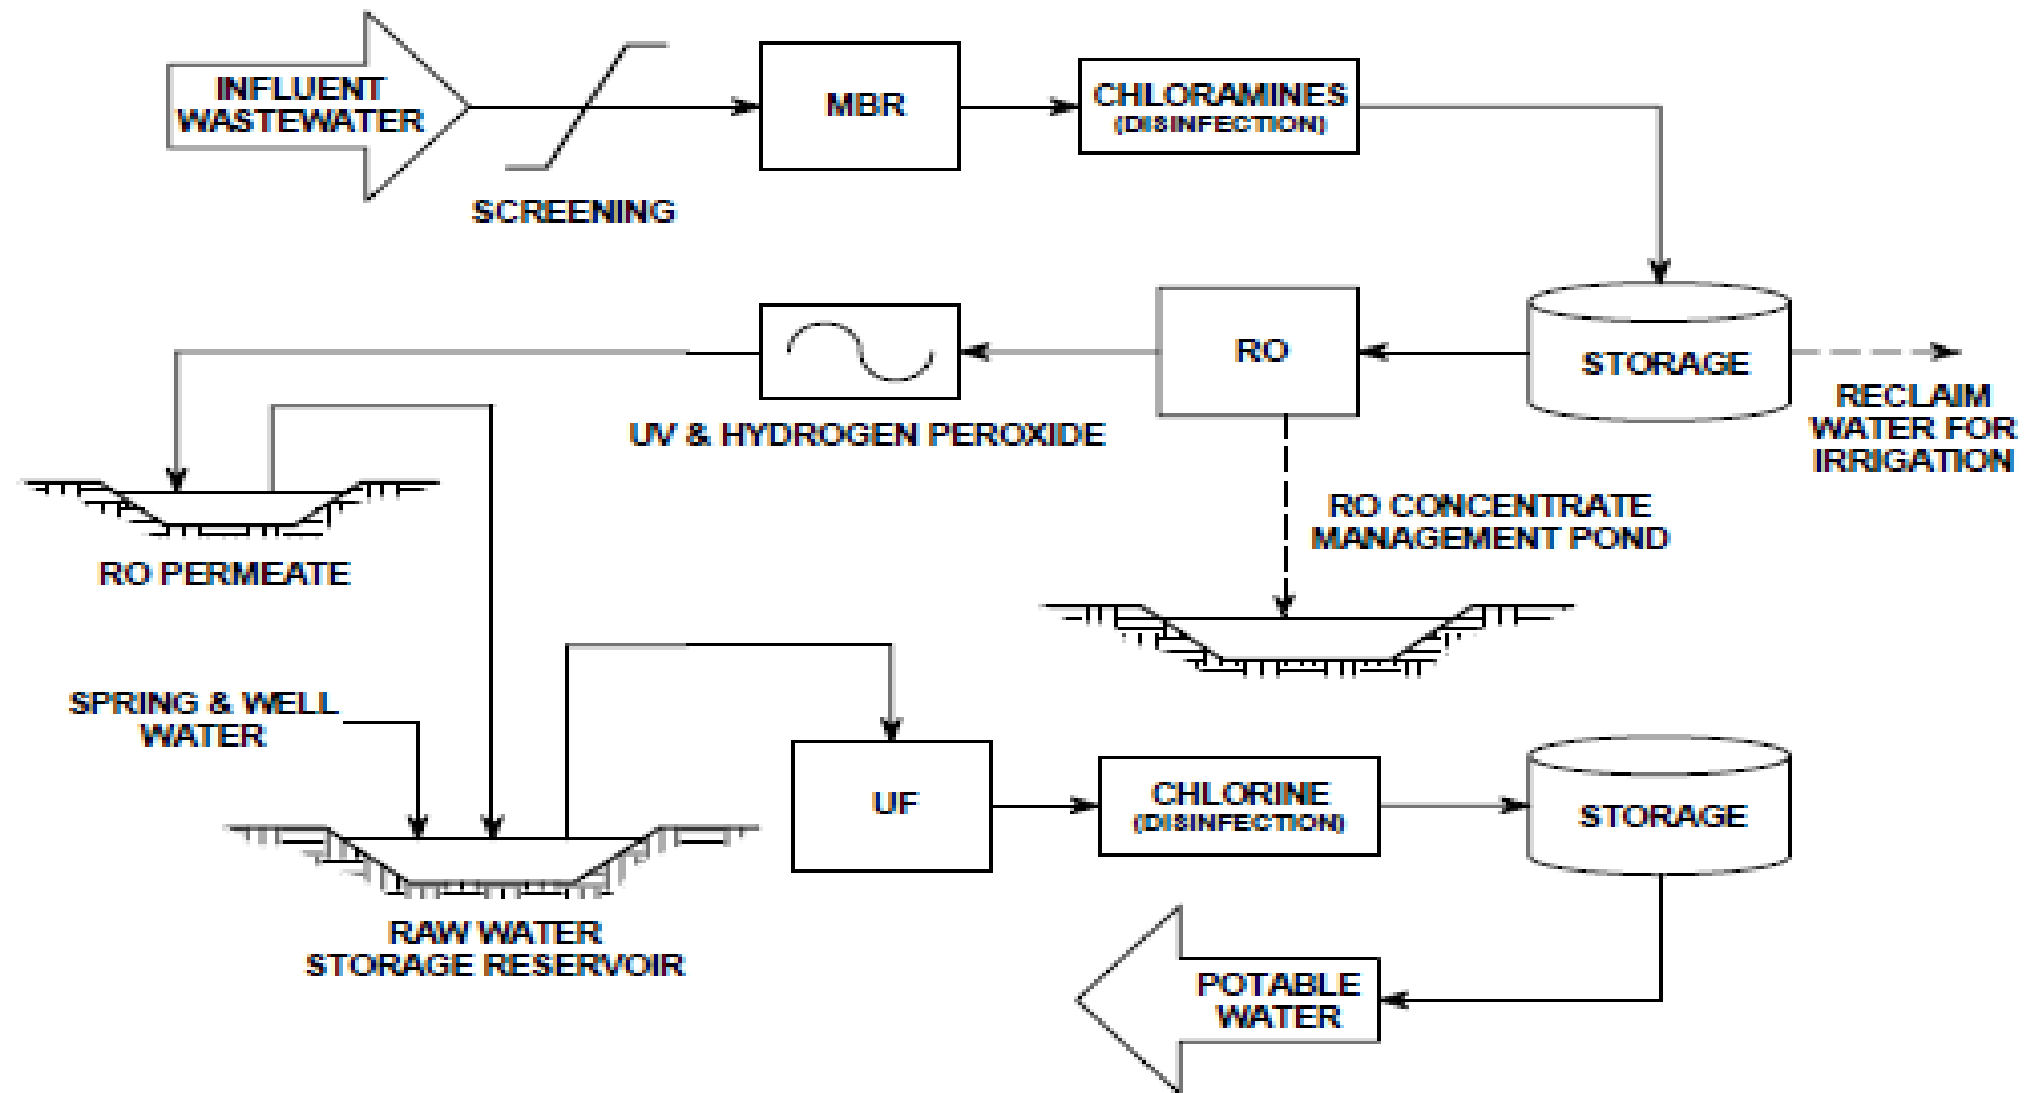 INFLUENT
WASTEWATER
SCREENING
MBR
CHLORAMINES
(DISINFECTION)
STORAGE
RECLAIM
WATER FOR
IRRIGATION
RO
UV & HYDROGEN PEROXIDE
RO CONCENTRATE
MANAGEMENT POND
RO PERMEATE
SPRING & WELL
WATER
RAW WATER
STORAGE RESERVOIR
UF
CHLORINE
(DISINFECTION)
STORAGE
POTABLE
WATER